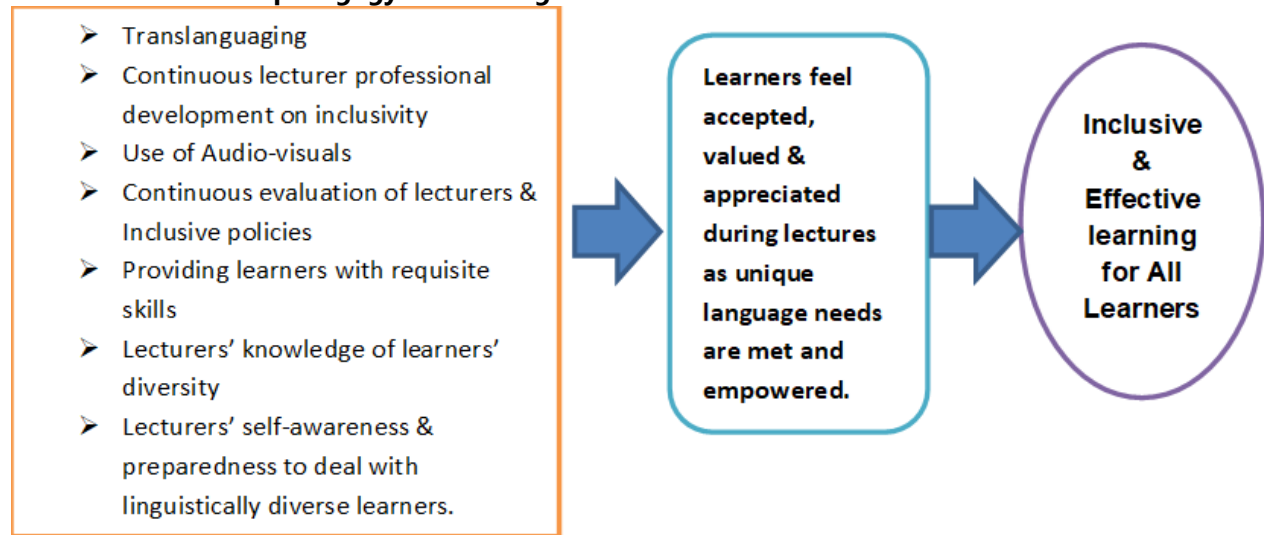 ➢ Translanguaging
➢ Continuous lecturer professional
development on inclusivity
➢ Use of Audio-visuals
➢ Continuous evaluation of lecturers &
Inclusive policies
➢ Providing learners with requisite
skills
➢ Lecturers’ knowledge of learners’
diversity
➢ Lecturers’ self-awareness &
preparedness to deal with
linguistically diverse learners.
Learners feel
accepted,
valued &
appreciated
during lectures
as unique
language needs
are met and
empowered.
Inclusive
&
Effective
learning
for All
Learners